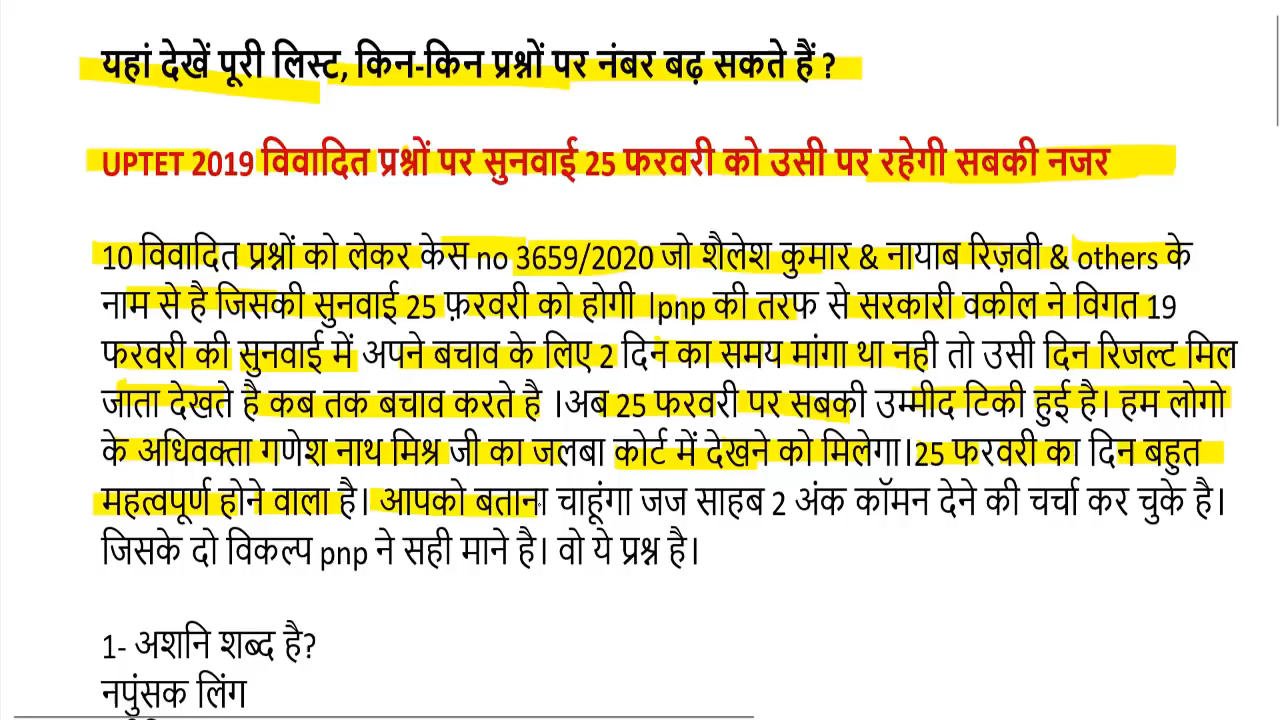 यहां देखें पूरी लिस्ट, किन-किन प्रश्नों पर नंबर बढ़ सकते हैं ?
UPTET 2019 विवादित प्रश्नों पर सुनवाई 25 फरवरी को उसी पर रहेगी सबकी नजर
10 विवादित प्रश्नों को लेकर केस no 3659/2020 जो शैलेश कुमार & नायाब रिज़वी & others के
नाम से है जिसकी सुनवाई 25 फ़रवरी को होगी ।pnp की तरफ से सरकारी वकील ने विगत 19
फरवरी की सुनवाई में अपने बचाव के लिए 2 दिन का समय मांगा था नही तो उसी दिन रिजल्ट मिल
जाता देखते है कब तक बचाव करते है ।अब 25 फरवरी पर सबकी उम्मीद टिकी हुई है। हम लोगो
के अधिवक्ता गणेश नाथ मिश्र जी का जलबा कोर्ट में देखने को मिलेगा।25 फरवरी का दिन बहुत
महत्वपूर्ण होने वाला है। आपको बताना चाहूंगा जज साहब 2 अंक कॉमन देने की चर्चा कर चुके है।
जिसके दो विकल्प pnp ने सही माने है। वो ये प्रश्न है।
1- अशनि शब्द है?
नपुंसक लिंग